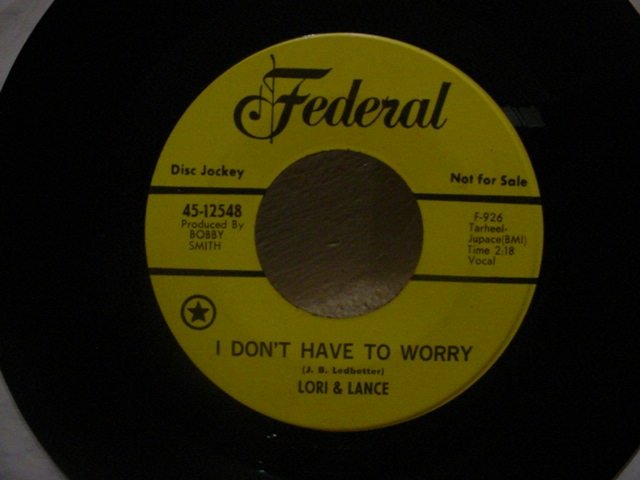 Federal
Disc Jockey
Not for Sale
45-12548
Produced By
BOBBY
SMITH
F-926
Tarheel-
Jupace(BMI)
Time 2:18
Vocal
I DON'T HAVE TO WORRY
(J. B. Ledbetter)
LORI & LANCE